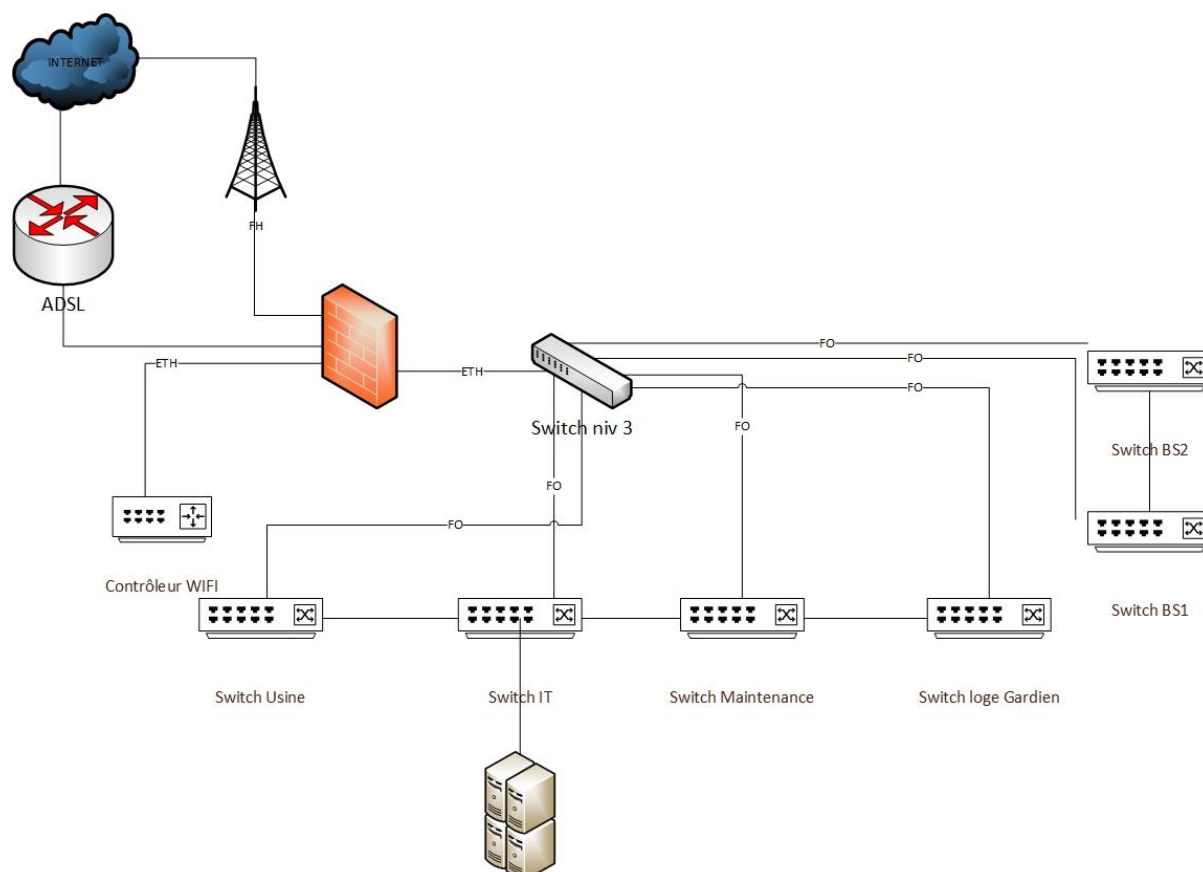 INTERNET
FH
ADSL
ETH
ETH
FO
FO
FO
Switch niv 3
FO
Switch BS2
FO
FO
Contrôleur WIFI
Switch BS1
Switch Usine
Switch IT
Switch Maintenance
Switch loge Gardien